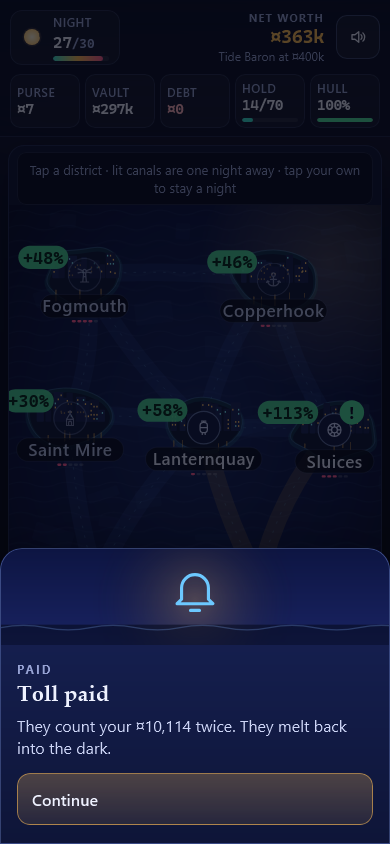 NIGHT
27/30
NET WORTH
¤363k
Tide Baron at ¤400k
PURSE
¤7
VAULT
¤297k
DEBT
¤0
HOLD
14/70
HULL
100%
Tap a district · lit canals are one night away · tap your own
to stay a night
+48%
Fogmouth
+46%
Copperhook
+30%
Saint Mire
+58%
Lanternquay
+113%
!
Sluices
PAID
Toll paid
They count your ¤10,114 twice. They melt back
into the dark.
Continue